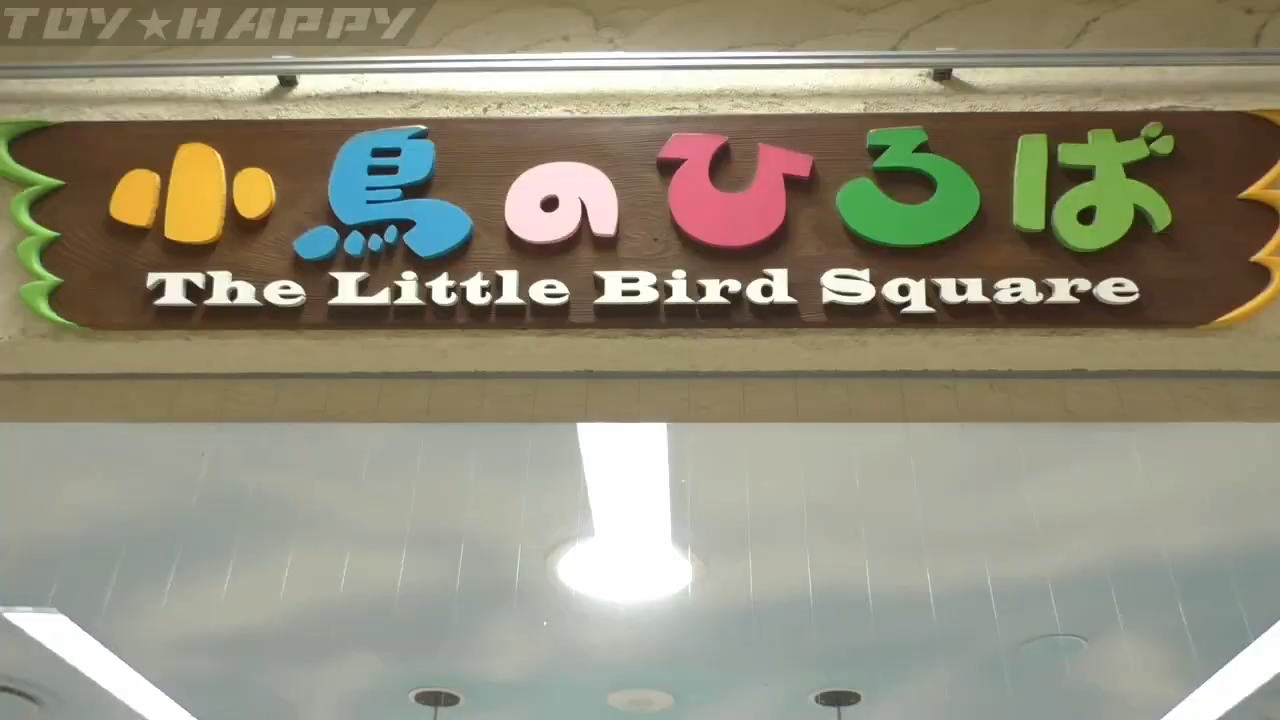 TOY★HAPPY
小鳥のひろば
The Little Bird Square